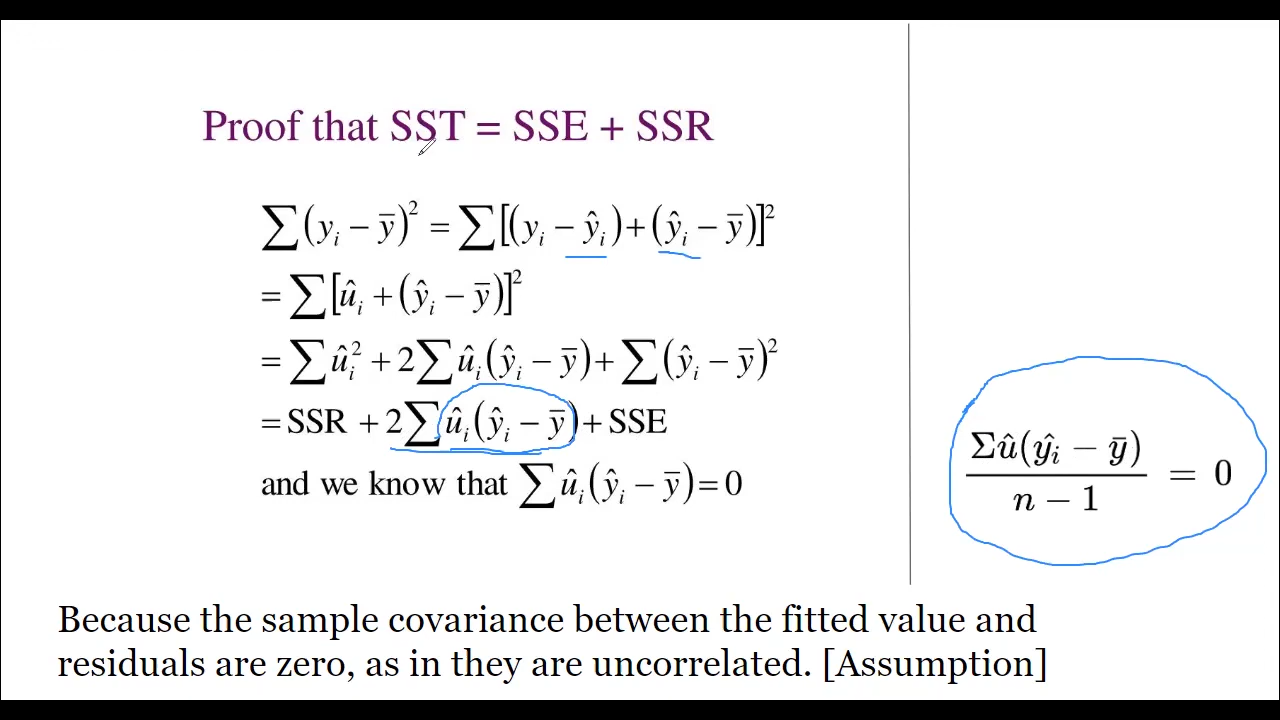 Proof that SST = SSE + SSR
∑(yᵢ − ȳ)² = ∑[(yᵢ − ŷᵢ) + (ŷᵢ − ȳ)]²
= ∑[ûᵢ + (ŷᵢ − ȳ)]²
= ∑ûᵢ² + 2∑ûᵢ(ŷᵢ − ȳ) + ∑(ŷᵢ − ȳ)²
= SSR + 2∑ûᵢ(ŷᵢ − ȳ) + SSE
and we know that ∑ûᵢ(ŷᵢ − ȳ) = 0
Σû(ŷᵢ − ȳ)
n − 1
= 0
Because the sample covariance between the fitted value and
residuals are zero, as in they are uncorrelated. [Assumption]